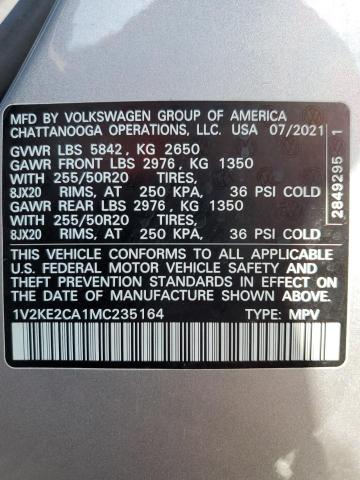 MFD BY VOLKSWAGEN GROUP OF AMERICA
CHATTANOOGA OPERATIONS, LLC. USA 07/2021
GVWR LBS 5842, KG 2650
GAWR FRONT LBS 2976, KG 1350
WITH 255/50R20 TIRES,
8JX20 RIMS, AT 250 KPA, 36 PSI COLD
GAWR REAR LBS 2976, KG 1350
WITH 255/50R20 TIRES,
8JX20 RIMS, AT 250 KPA, 36 PSI COLD
THIS VEHICLE CONFORMS TO ALL APPLICABLE
U.S. FEDERAL MOTOR VEHICLE SAFETY AND
THEFT PREVENTION STANDARDS IN EFFECT
ON THE DATE OF MANUFACTURE SHOWN ABOVE.
1V2KE2CA1MC235164 TYPE: MPV
2849295 1